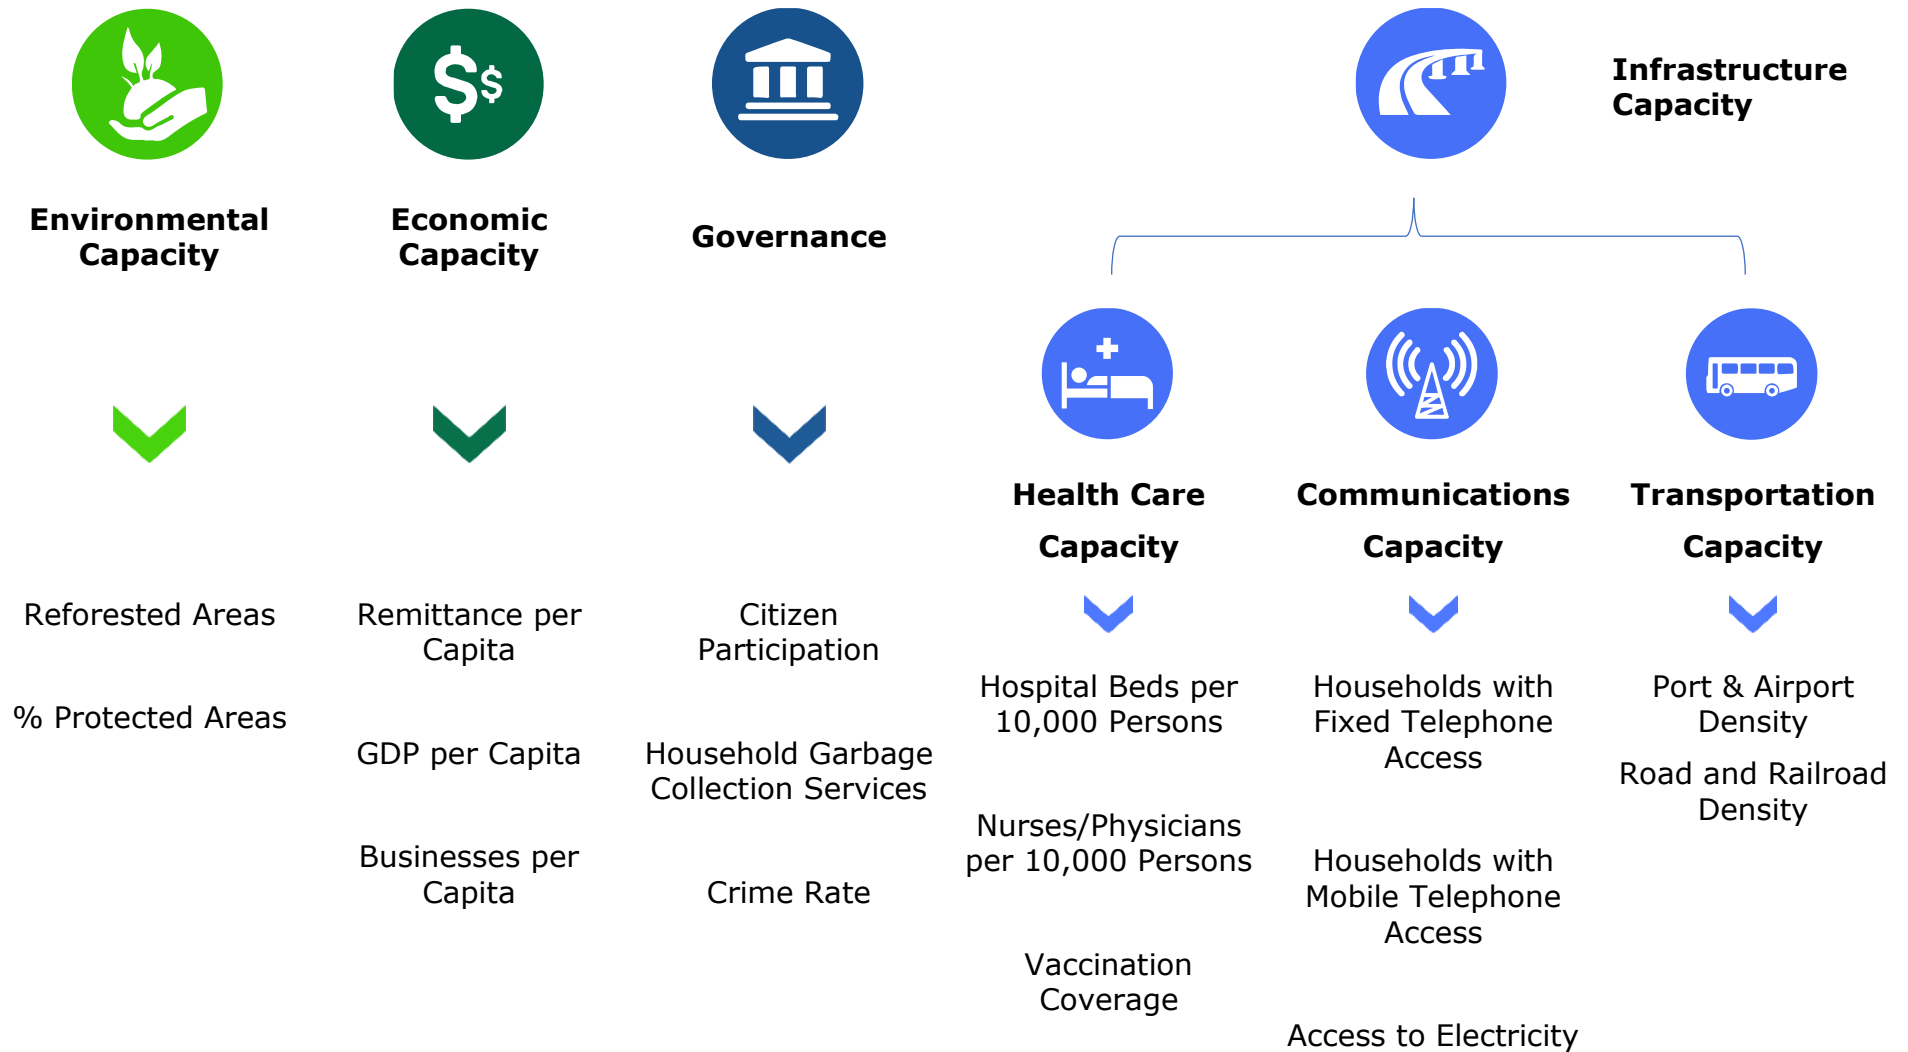 Infrastructure
Capacity
Environmental
Capacity
Economic
Capacity
Governance
Health Care
Capacity
Communications
Capacity
Transportation
Capacity
Reforested Areas
% Protected Areas
Remittance per
Capita
GDP per Capita
Businesses per
Capita
Citizen
Participation
Household Garbage
Collection Services
Crime Rate
Hospital Beds per
10,000 Persons
Nurses/Physicians
per 10,000 Persons
Vaccination
Coverage
Households with
Fixed Telephone
Access
Households with
Mobile Telephone
Access
Access to Electricity
Port & Airport
Density
Road and Railroad
Density